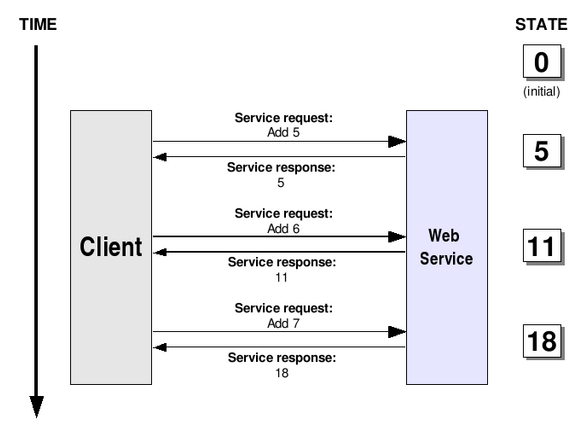 TIME
STATE
0
(initial)
Service request:
Add 5
5
Service response:
5
Service request:
Add 6
Client
Web
Service
11
Service response:
11
Service request:
Add 7
18
Service response:
18